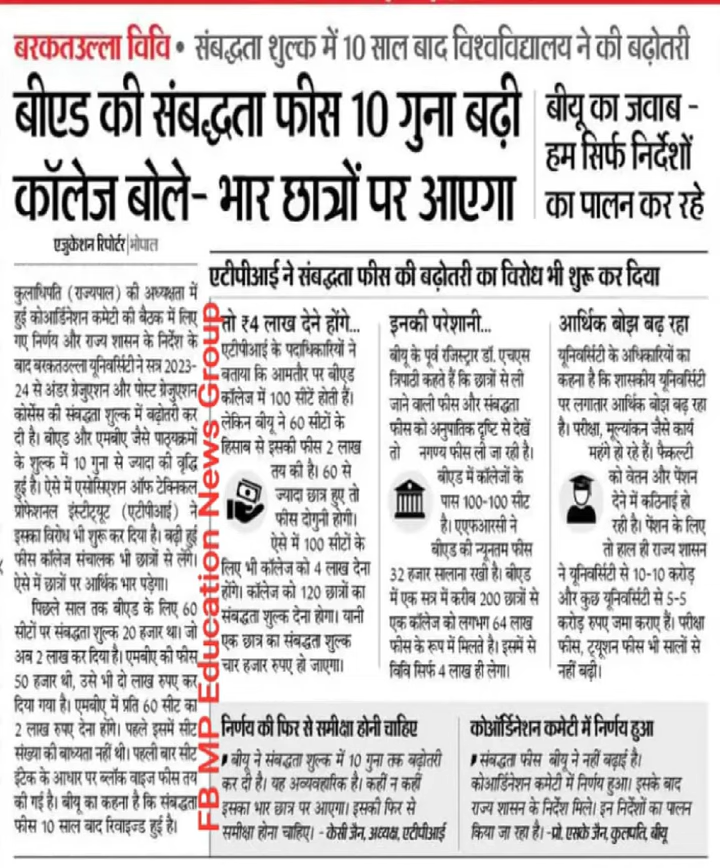 बरकतउल्ला विवि • संबद्धता शुल्क में 10 साल बाद विश्वविद्यालय ने की बढ़ोतरी
बीएड की संबद्धता फीस 10 गुना बढ़ी
कॉलेज बोले- भार छात्रों पर आएगा
बीयू का जवाब -
हम सिर्फ निर्देशों
का पालन कर रहे
एजुकेशन रिपोर्टर|भोपाल
कुलाधिपति (राज्यपाल) की अध्यक्षता में
हुई कोआर्डिनेशन कमेटी की बैठक में लिए
गए निर्णय और राज्य शासन के निर्देश के
बाद बरकतउल्ला यूनिवर्सिटी ने सत्र 2023-
24 से अंडर ग्रेजुएशन और पोस्ट ग्रेजुएशन
कोर्सेस की संबद्धता शुल्क में बढ़ोतरी कर
दी है। बीएड और एमबीए जैसे पाठ्यक्रमों
के शुल्क में 10 गुना से ज्यादा की वृद्धि
हुई है। ऐसे में एसोसिएशन ऑफ टेक्निकल
प्रोफेशनल इंस्टीट्यूट (एटीपीआई) ने
इसका विरोध भी शुरू कर दिया है। बढ़ी हुई
फीस कॉलेज संचालक भी छात्रों से लेंगे।
ऐसे में छात्रों पर आर्थिक भार पड़ेगा।
पिछले साल तक बीएड के लिए 60
सीटों पर संबद्धता शुल्क 20 हजार था। जो
अब 2 लाख कर दिया है। एमबीए की फीस
50 हजार थी, उसे भी दो लाख रुपए कर
दिया गया है। एमबीए में प्रति 60 सीट का
2 लाख रुपए देना होंगे। पहले इसमें सीट
संख्या की बाध्यता नहीं थी। पहली बार सीट
इंटेक के आधार पर ब्लॉक वाइज फीस तय
की गई है। बीयू का कहना है कि संबद्धता
फीस 10 साल बाद रिवाइज्ड हुई है।
FB MP Education News Group
एटीपीआई ने संबद्धता फीस की बढ़ोतरी का विरोध भी शुरू कर दिया
तो ₹4 लाख देने होंगे...
एटीपीआई के पदाधिकारियों ने
बताया कि आमतौर पर बीएड
कॉलेज में 100 सीटें होती हैं।
लेकिन बीयू ने 60 सीटों के
हिसाब से इसकी फीस 2 लाख
तय की है। 60 से
ज्यादा छात्र हुए तो
फीस दोगुनी होगी।
ऐसे में 100 सीटों के
लिए भी कॉलेज को 4 लाख देना
होंगे। कॉलेज को 120 छात्रों का
संबद्धता शुल्क देना होगा। यानी
एक छात्र का संबद्धता शुल्क
चार हजार रुपए हो जाएगा।
इनकी परेशानी...
बीयू के पूर्व रजिस्ट्रार डॉ. एचएस
त्रिपाठी कहते हैं कि छात्रों से ली
जाने वाली फीस और संबद्धता
फीस को अनुपातिक दृष्टि से देखें
तो नगण्य फीस ली जा रही है।
बीएड में कॉलेजों के
पास 100-100 सीट
है। एएफआरसी ने
बीएड की न्यूनतम फीस
32 हजार सालाना रखी है। बीएड
में एक सत्र में करीब 200 छात्रों से
एक कॉलेज को लगभग 64 लाख
फीस के रूप में मिलते है। इसमें से
विवि सिर्फ 4 लाख ही लेगा।
आर्थिक बोझ बढ़ रहा
यूनिवर्सिटी के अधिकारियों का
कहना है कि शासकीय यूनिवर्सिटी
पर लगातार आर्थिक बोझ बढ़ रहा
है। परीक्षा, मूल्यांकन जैसे कार्य
महंगे हो रहे हैं। फैकल्टी
को वेतन और पेंशन
देने में कठिनाई हो
रही है। पेंशन के लिए
तो हाल ही राज्य शासन
ने यूनिवर्सिटी से 10-10 करोड़
और कुछ यूनिवर्सिटी से 5-5
करोड़ रुपए जमा कराए हैं। परीक्षा
फीस, ट्यूशन फीस भी सालों से
नहीं बढ़ी।
निर्णय की फिर से समीक्षा होनी चाहिए
बीयू ने संबद्धता शुल्क में 10 गुना तक बढ़ोतरी
कर दी है। यह अव्यवहारिक है। कहीं न कहीं
इसका भार छात्र पर आएगा। इसकी फिर से
समीक्षा होना चाहिए। - केसी जैन, अध्यक्ष, एटीपीआई
कोऑर्डिनेशन कमेटी में निर्णय हुआ
संबद्धता फीस बीयू ने नहीं बढ़ाई है।
कोआर्डिनेशन कमेटी में निर्णय हुआ। इसके बाद
राज्य शासन के निर्देश मिले। इन निर्देशों का पालन
किया जा रहा है। -प्रो. एसके जैन, कुलपति, बीयू